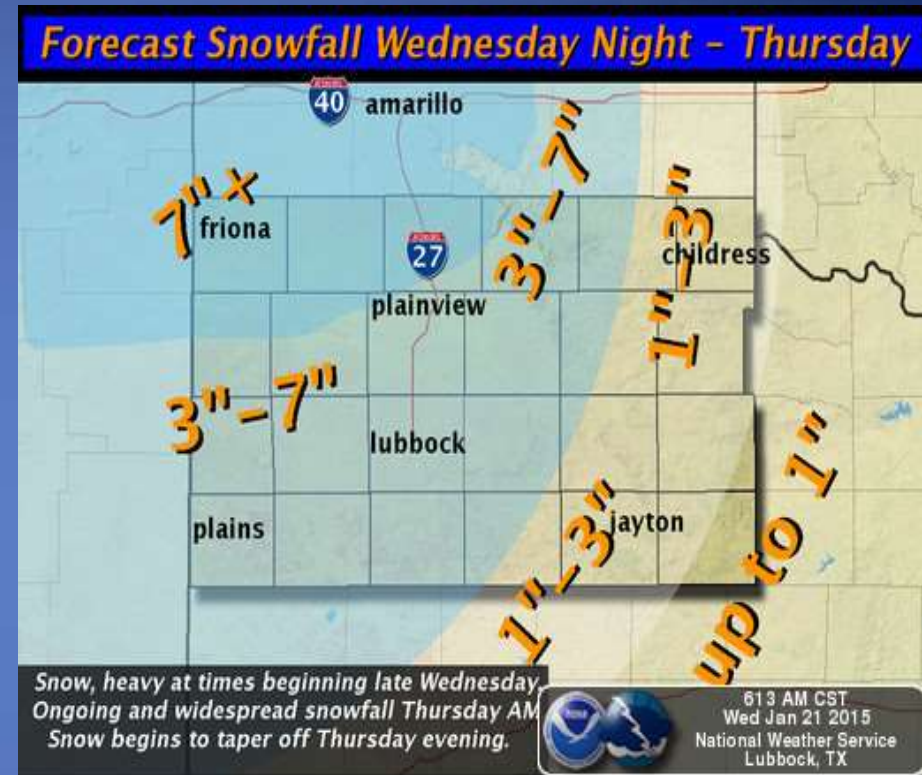 Forecast Snowfall Wednesday Night - Thursday
INTERSTATE
40
amarillo
7"+
friona
3"-7"
27
1"-3"
childress
plainview
3"-7"
lubbock
up to 1"
plains
1"-3"
jayton
Snow, heavy at times beginning late Wednesday.
Ongoing and widespread snowfall Thursday AM
Snow begins to taper off Thursday evening.
noaa
613 AM CST
Wed Jan 21 2015
National Weather Service
Lubbock, TX